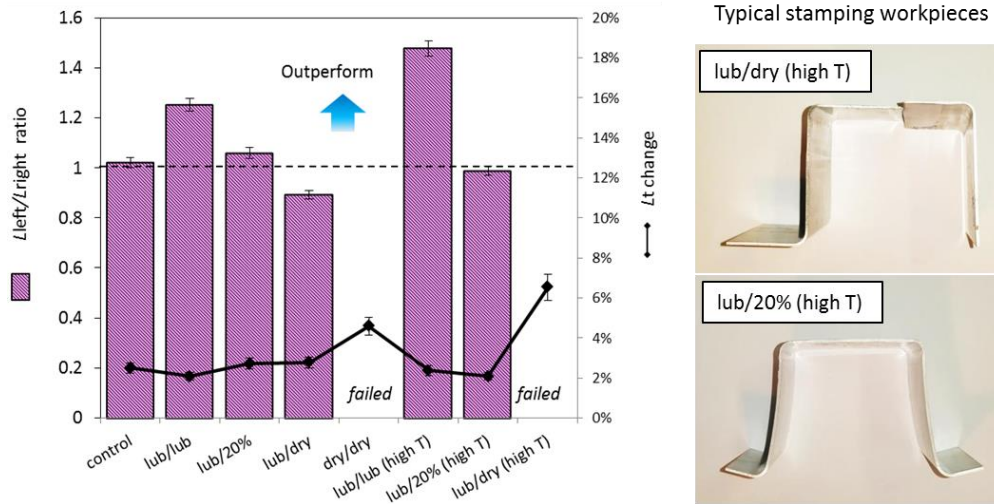 Typical stamping workpieces
1.6
1.4
1.2
1
0.8
0.6
0.4
0.2
0
Lleft/Lright ratio
20%
18%
16%
14%
12%
10%
8%
6%
4%
2%
0%
Lt change
Outperform
failed
failed
control
lub/lub
lub/20%
lub/dry
dry/dry
lub/lub (high T)
lub/20% (high T)
lub/dry (high T)
lub/dry (high T)
lub/20% (high T)